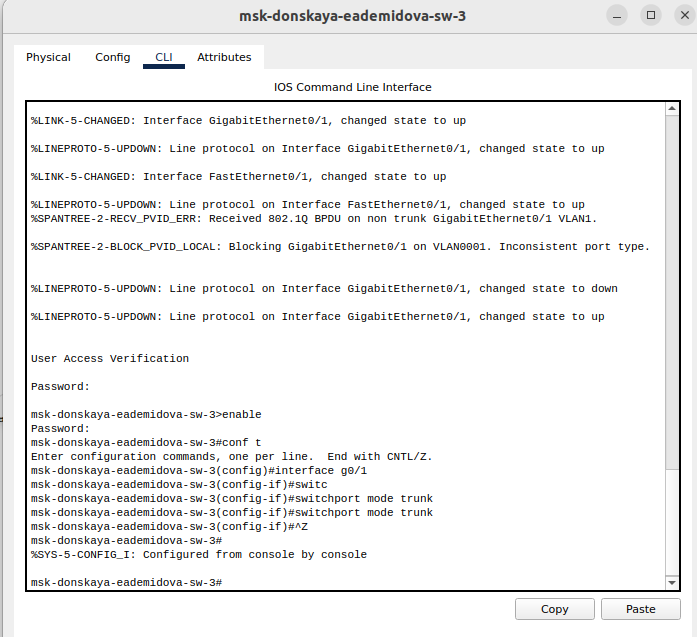 msk-donskaya-eademidova-sw-3
Physical Config CLI Attributes
IOS Command Line Interface
%LINK-5-CHANGED: Interface GigabitEthernet0/1, changed state to up
%LINEPROTO-5-UPDOWN: Line protocol on Interface GigabitEthernet0/1, changed state to up
%LINK-5-CHANGED: Interface FastEthernet0/1, changed state to up
%LINEPROTO-5-UPDOWN: Line protocol on Interface FastEthernet0/1, changed state to up
%SPANTREE-2-RECV_PVID_ERR: Received 802.1Q BPDU on non trunk GigabitEthernet0/1 VLAN1.
%SPANTREE-2-BLOCK_PVID_LOCAL: Blocking GigabitEthernet0/1 on VLAN0001. Inconsistent port type.
%LINEPROTO-5-UPDOWN: Line protocol on Interface GigabitEthernet0/1, changed state to down
%LINEPROTO-5-UPDOWN: Line protocol on Interface GigabitEthernet0/1, changed state to up
User Access Verification
Password:
msk-donskaya-eademidova-sw-3>enable
Password:
msk-donskaya-eademidova-sw-3#conf t
Enter configuration commands, one per line.  End with CNTL/Z.
msk-donskaya-eademidova-sw-3(config)#interface g0/1
msk-donskaya-eademidova-sw-3(config-if)#switc
msk-donskaya-eademidova-sw-3(config-if)#switchport mode trunk
msk-donskaya-eademidova-sw-3(config-if)#switchport mode trunk
msk-donskaya-eademidova-sw-3(config-if)#^Z
msk-donskaya-eademidova-sw-3#
%SYS-5-CONFIG_I: Configured from console by console
msk-donskaya-eademidova-sw-3#
Copy Paste